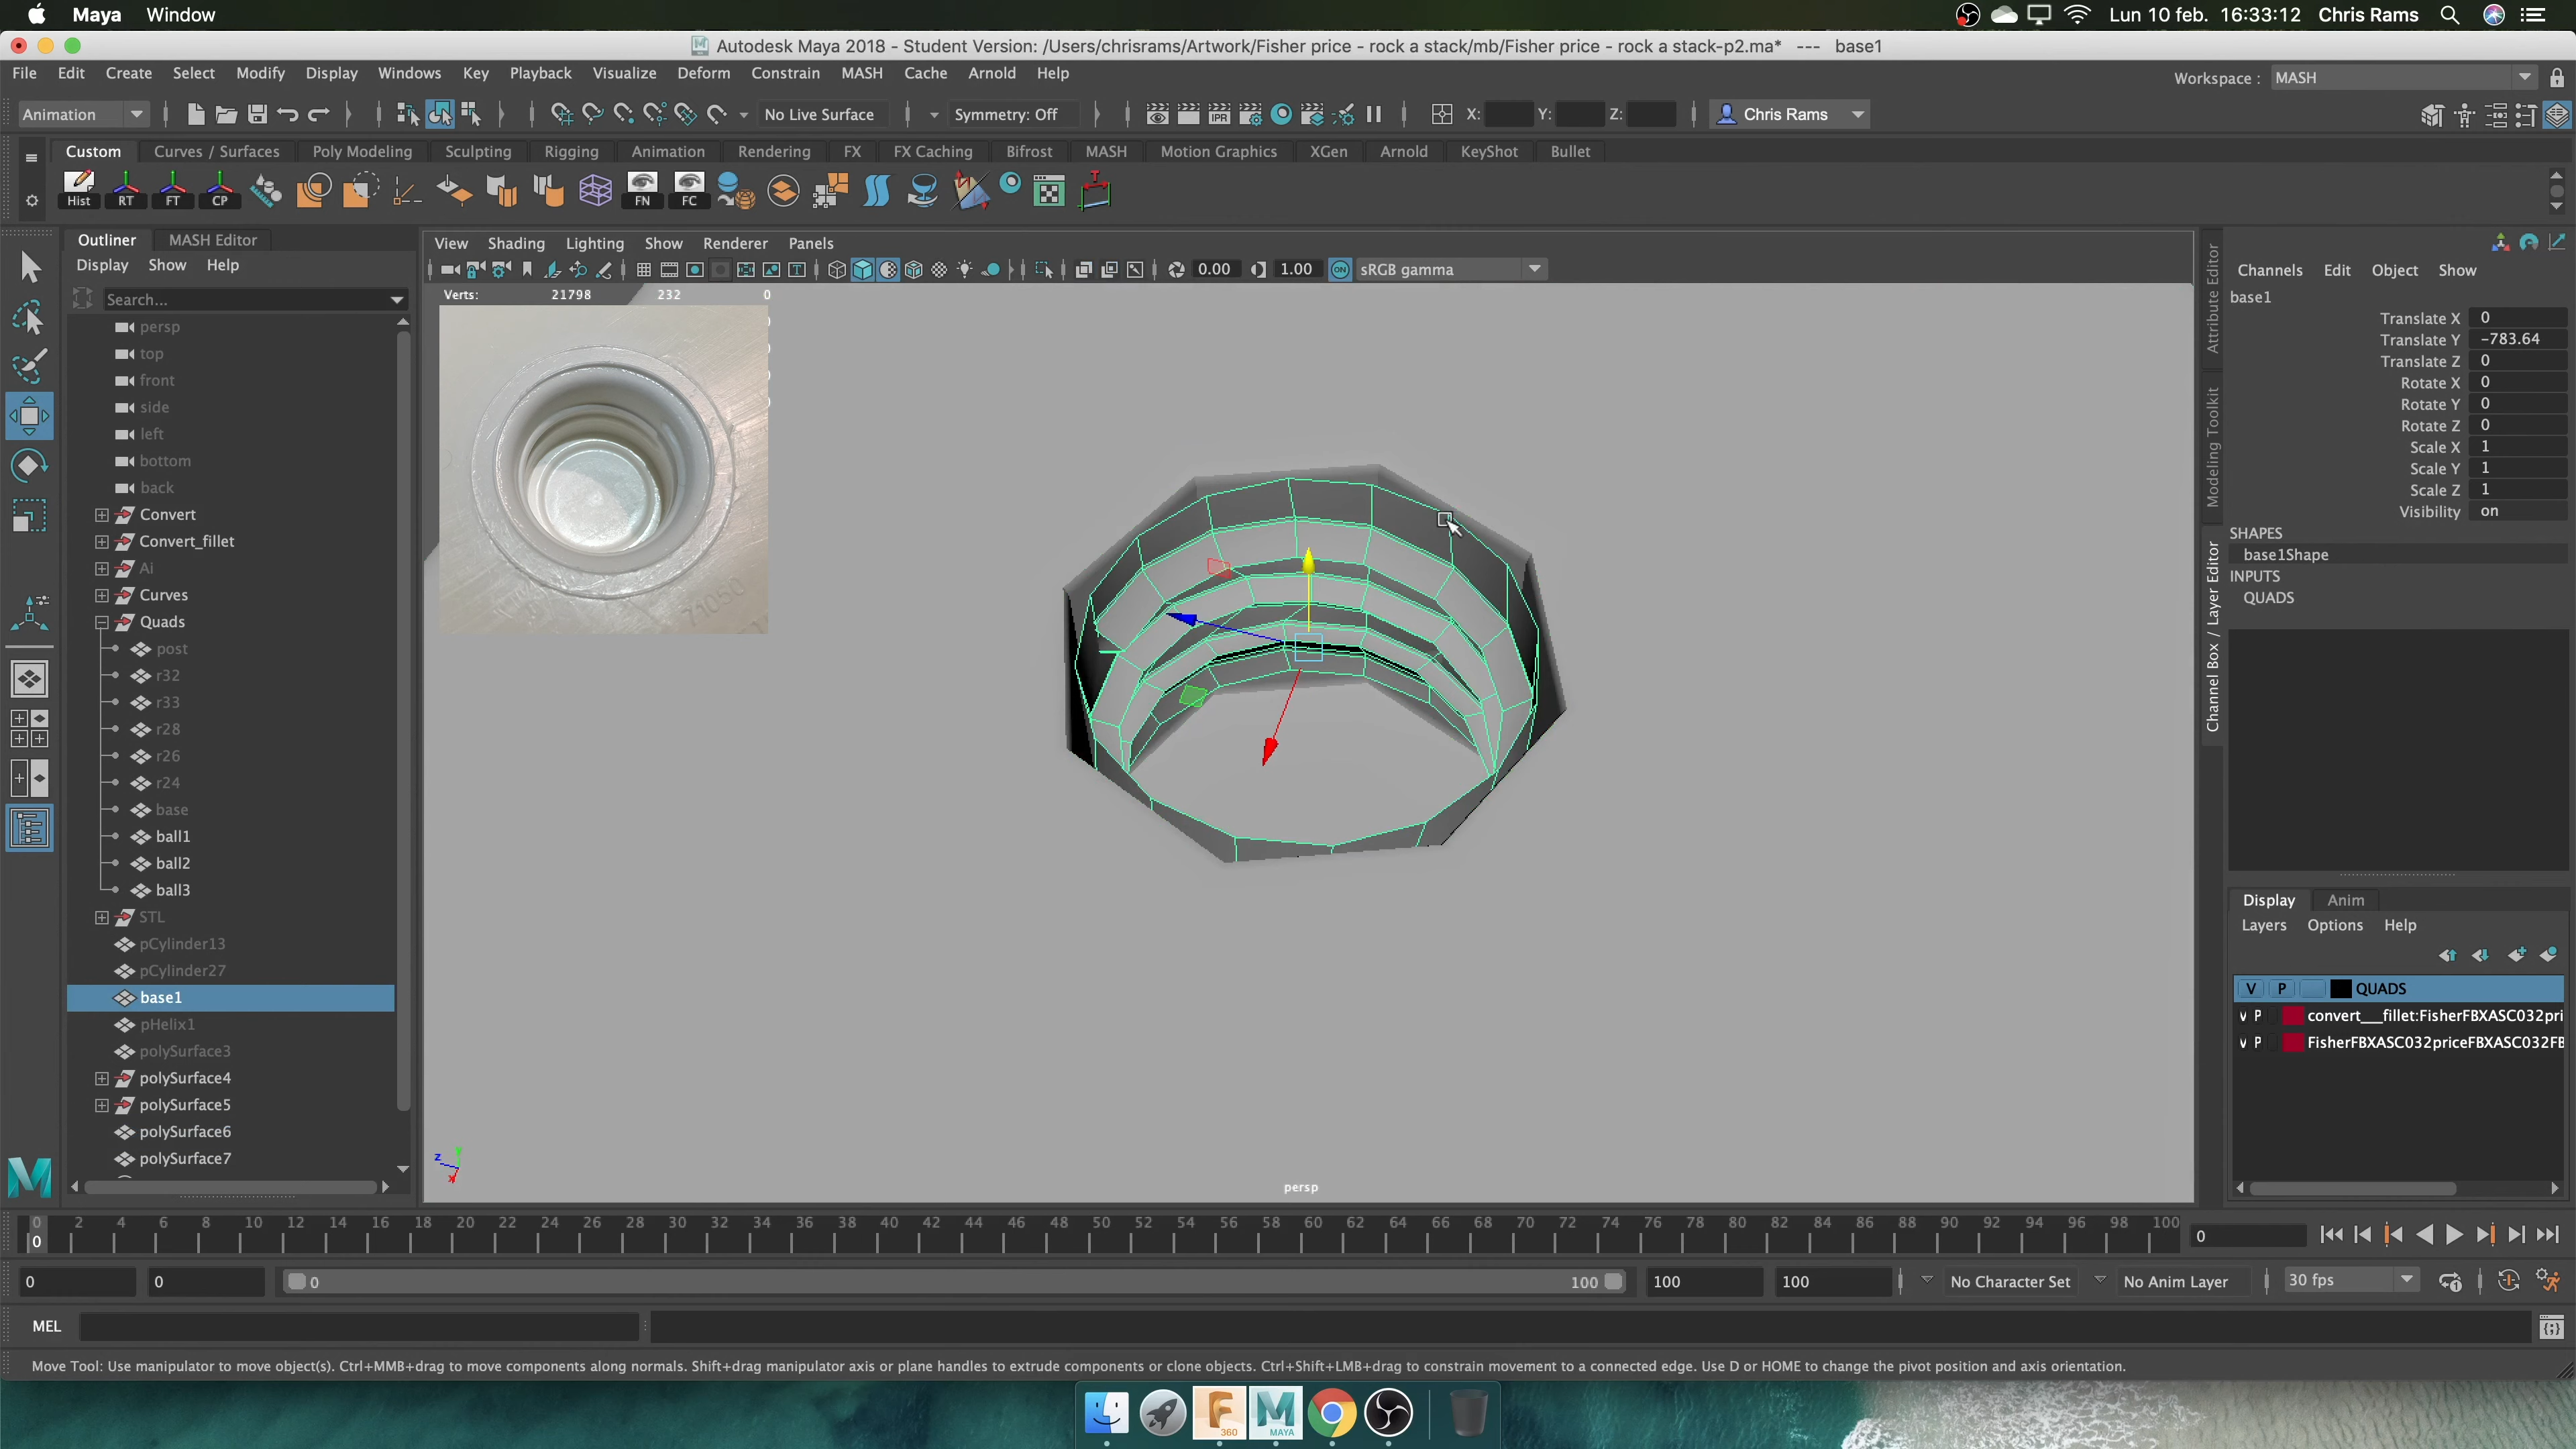 Maya Window
Lun 10 feb. 16:33:12 Chris Rams
Autodesk Maya 2018 - Student Version: /Users/chrisrams/Artwork/Fisher price - rock a stack/mb/Fisher price - rock a stack-p2.ma* --- base1
File Edit Create Select Modify Display Windows Key Playback Visualize Deform Constrain MASH Cache Arnold Help
Workspace : MASH
Animation No Live Surface Symmetry: Off IPR X: Y: Z: Chris Rams
Custom Curves / Surfaces Poly Modeling Sculpting Rigging Animation Rendering FX FX Caching Bifrost MASH Motion Graphics XGen Arnold KeyShot Bullet
Hist RT FT CP FN FC
Outliner MASH Editor
Display Show Help
Search...
persp
top
front
side
left
bottom
back
Convert
Convert_fillet
Ai
Curves
Quads
post
r32
r33
r28
r26
r24
base
ball1
ball2
ball3
STL
pCylinder13
pCylinder27
base1
pHelix1
polySurface3
polySurface4
polySurface5
polySurface6
polySurface7
View Shading Lighting Show Renderer Panels
0.00 1.00 ON sRGB gamma
Verts: 21798 232 0
z
x
persp
Attribute Editor
Modeling Toolkit
Channel Box / Layer Editor
Channels Edit Object Show
base1
Translate X 0
Translate Y -783.64
Translate Z 0
Rotate X 0
Rotate Y 0
Rotate Z 0
Scale X 1
Scale Y 1
Scale Z 1
Visibility on
SHAPES
base1Shape
INPUTS
QUADS
Display Anim
Layers Options Help
V P QUADS
V P convert___fillet:FisherFBXASC032pri
V P FisherFBXASC032priceFBXASC032FB
0 2 4 6 8 10 12 14 16 18 20 22 24 26 28 30 32 34 36 38 40 42 44 46 48 50 52 54 56 58 60 62 64 66 68 70 72 74 76 78 80 82 84 86 88 90 92 94 96 98 100
0 0
0 0 0 100 100 100 No Character Set No Anim Layer 30 fps
MEL
Move Tool: Use manipulator to move object(s). Ctrl+MMB+drag to move components along normals. Shift+drag manipulator axis or plane handles to extrude components or clone objects. Ctrl+Shift+LMB+drag to constrain movement to a connected edge. Use D or HOME to change the pivot position and axis orientation.
F 360 M MAYA